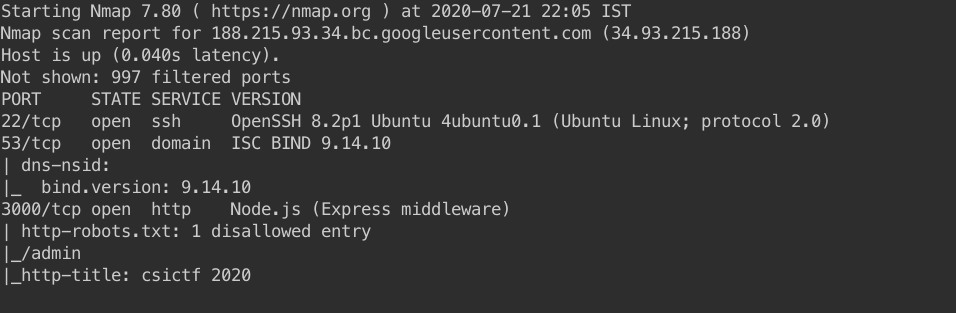 Starting Nmap 7.80 ( https://nmap.org ) at 2020-07-21 22:05 IST
Nmap scan report for 188.215.93.34.bc.googleusercontent.com (34.93.215.188)
Host is up (0.040s latency).
Not shown: 997 filtered ports
PORT     STATE SERVICE VERSION
22/tcp   open  ssh     OpenSSH 8.2p1 Ubuntu 4ubuntu0.1 (Ubuntu Linux; protocol 2.0)
53/tcp   open  domain  ISC BIND 9.14.10
| dns-nsid:
|_  bind.version: 9.14.10
3000/tcp open  http    Node.js (Express middleware)
| http-robots.txt: 1 disallowed entry
|_/admin
|_http-title: csictf 2020